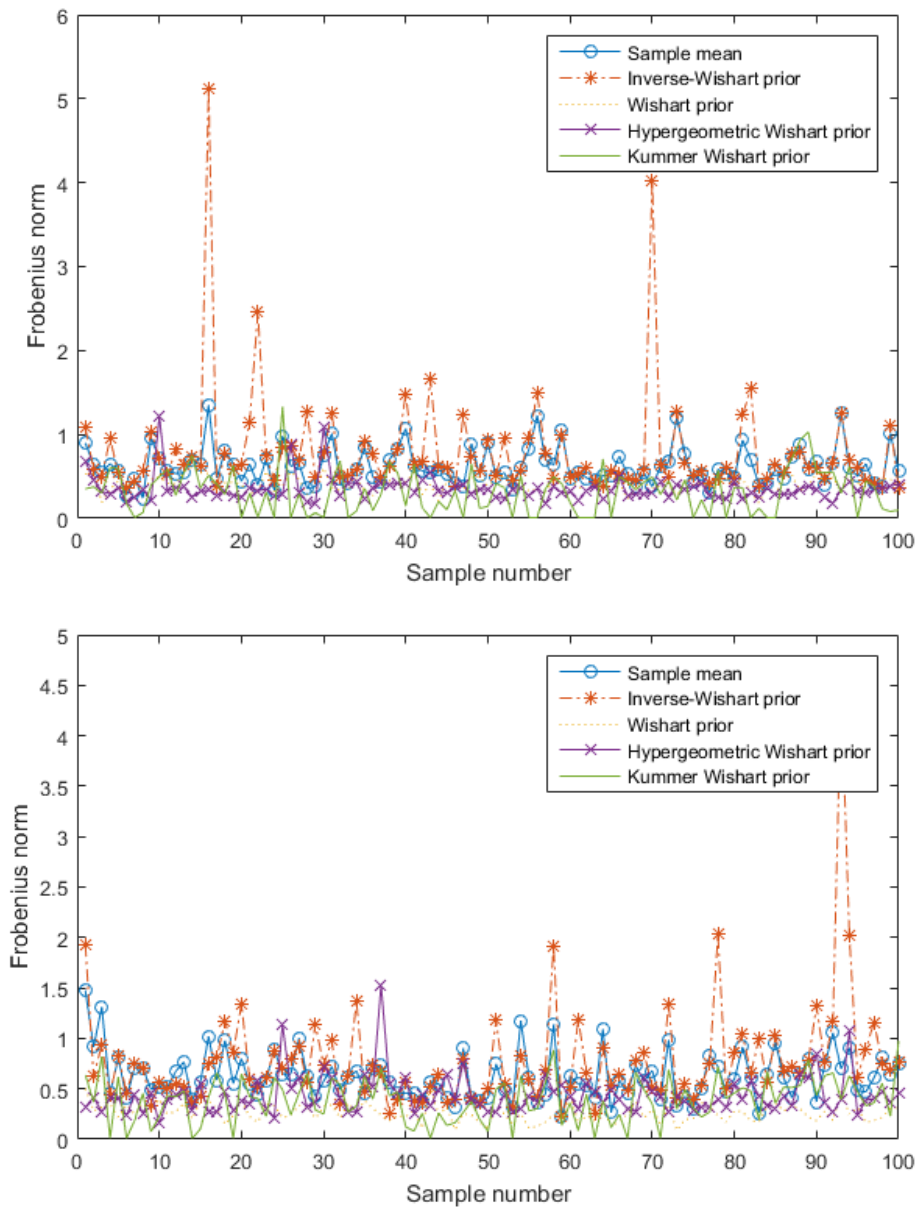 6
5
4
3
2
1
0
Frobenius norm
Sample mean
Inverse-Wishart prior
Wishart prior
Hypergeometric Wishart prior
Kummer Wishart prior
0 10 20 30 40 50 60 70 80 90 100
Sample number
5
4.5
4
3.5
3
2.5
2
1.5
1
0.5
0
Frobenius norm
Sample mean
Inverse-Wishart prior
Wishart prior
Hypergeometric Wishart prior
Kummer Wishart prior
0 10 20 30 40 50 60 70 80 90 100
Sample number